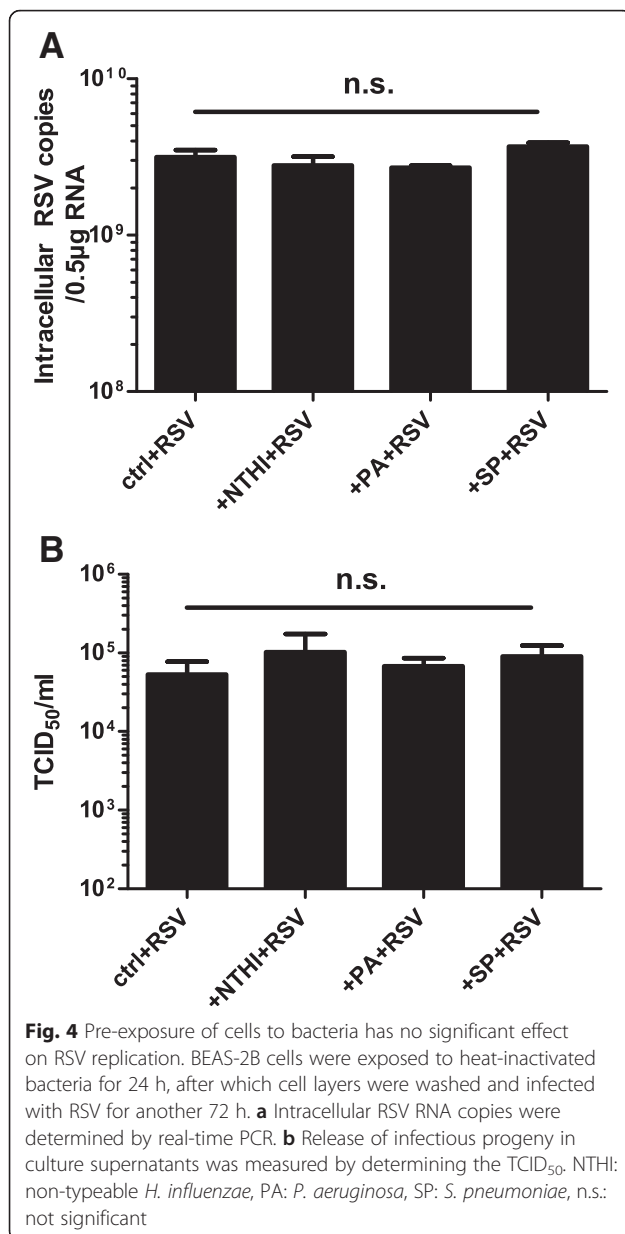 A
10¹⁰
n.s.
Intracellular RSV copies
/0.5µg RNA
10⁹
10⁸
ctrl+RSV
+NTHI+RSV
+PA+RSV
+SP+RSV
B
10⁶
n.s.
10⁵
TCID₅₀/ml
10⁴
10³
10²
ctrl+RSV
+NTHI+RSV
+PA+RSV
+SP+RSV
Fig. 4 Pre-exposure of cells to bacteria has no significant effect
on RSV replication. BEAS-2B cells were exposed to heat-inactivated
bacteria for 24 h, after which cell layers were washed and infected
with RSV for another 72 h. a Intracellular RSV RNA copies were
determined by real-time PCR. b Release of infectious progeny in
culture supernatants was measured by determining the TCID₅₀. NTHI:
non-typeable H. influenzae, PA: P. aeruginosa, SP: S. pneumoniae, n.s.:
not significant